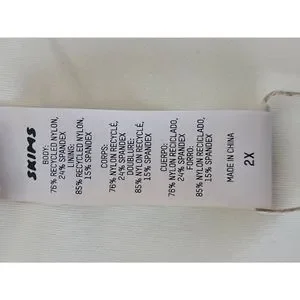 SKIMS
BODY:
76% RECYCLED NYLON,
24% SPANDEX
LINING:
85% RECYCLED NYLON,
15% SPANDEX
CORPS:
76% NYLON RECYCLÉ,
24% SPANDEX
DOUBLURE:
85% NYLON RECYCLÉ,
15% SPANDEX
CUERPO:
76% NYLON RECICLADO,
24% SPANDEX
FORRO:
85% NYLON RECICLADO,
15% SPANDEX
MADE IN CHINA
2X